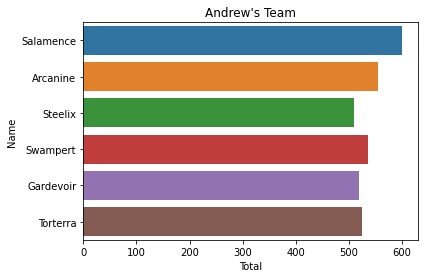 Andrew's Team
Name
Salamence
Arcanine
Steelix
Swampert
Gardevoir
Torterra
0 100 200 300 400 500 600
Total